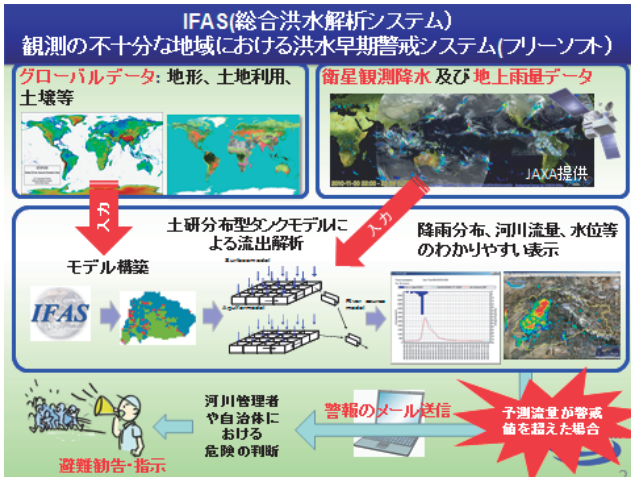 IFAS(総合洪水解析システム)
観測の不十分な地域における洪水早期警戒システム(フリーソフト)
グローバルデータ: 地形、土地利用、
土壌等
衛星観測降水 及び 地上雨量データ
JAXA提供
入力
入力
土研分布型タンクモデルに
よる流出解析
降雨分布、河川流量、水位等
のわかりやすい表示
モデル構築
Surface model
IFAS
Aquifer model
River course
model
予測流量が警戒
値を超えた場合
警報のメール送信
河川管理者
や自治体に
おける
危険の判断
避難勧告・指示
2